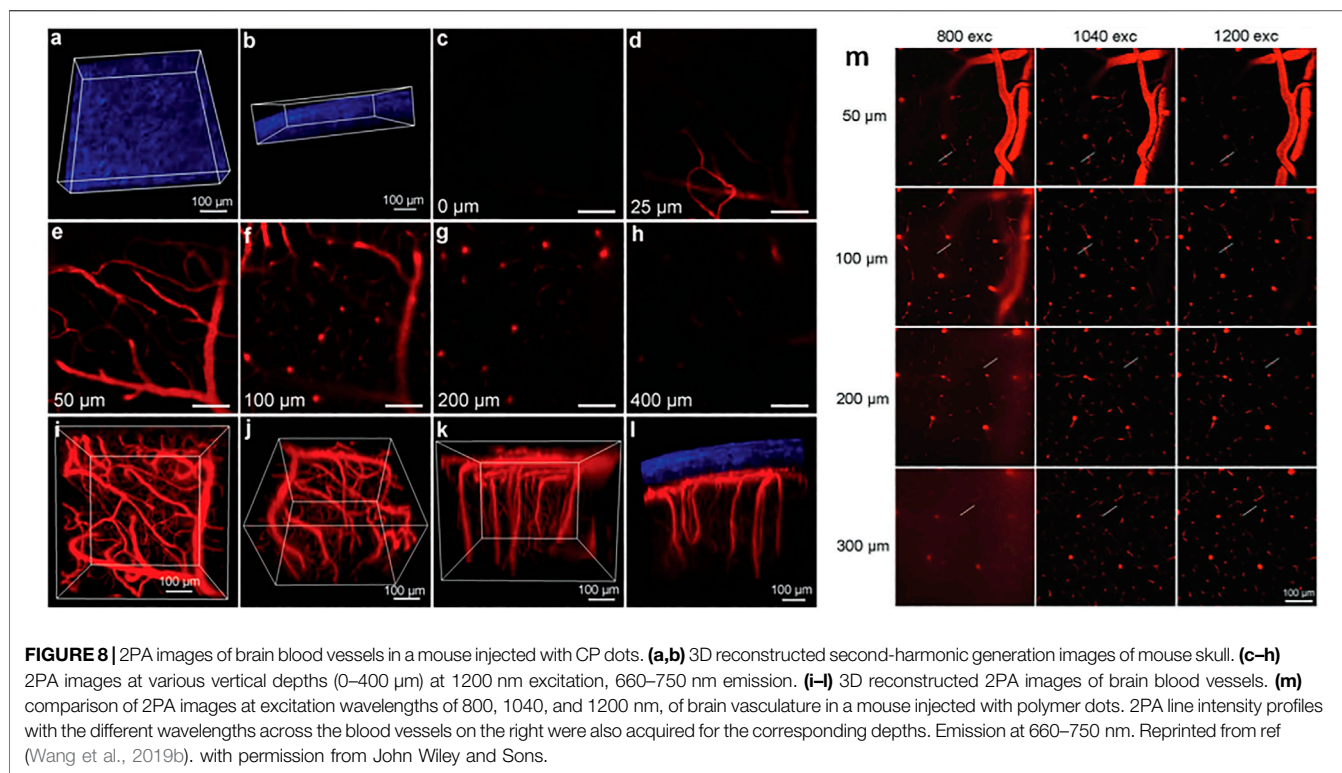 a
100 µm
b
100 µm
c
0 µm
d
25 µm
e
50 µm
f
100 µm
g
200 µm
h
400 µm
i
100 µm
j
100 µm
k
100 µm
l
100 µm
m
800 exc
1040 exc
1200 exc
50 µm
100 µm
200 µm
300 µm
100 µm
FIGURE 8 | 2PA images of brain blood vessels in a mouse injected with CP dots. (a,b) 3D reconstructed second-harmonic generation images of mouse skull. (c–h)
2PA images at various vertical depths (0–400 µm) at 1200 nm excitation, 660–750 nm emission. (i–l) 3D reconstructed 2PA images of brain blood vessels. (m)
comparison of 2PA images at excitation wavelengths of 800, 1040, and 1200 nm, of brain vasculature in a mouse injected with polymer dots. 2PA line intensity profiles
with the different wavelengths across the blood vessels on the right were also acquired for the corresponding depths. Emission at 660–750 nm. Reprinted from ref
(Wang et al., 2019b). with permission from John Wiley and Sons.